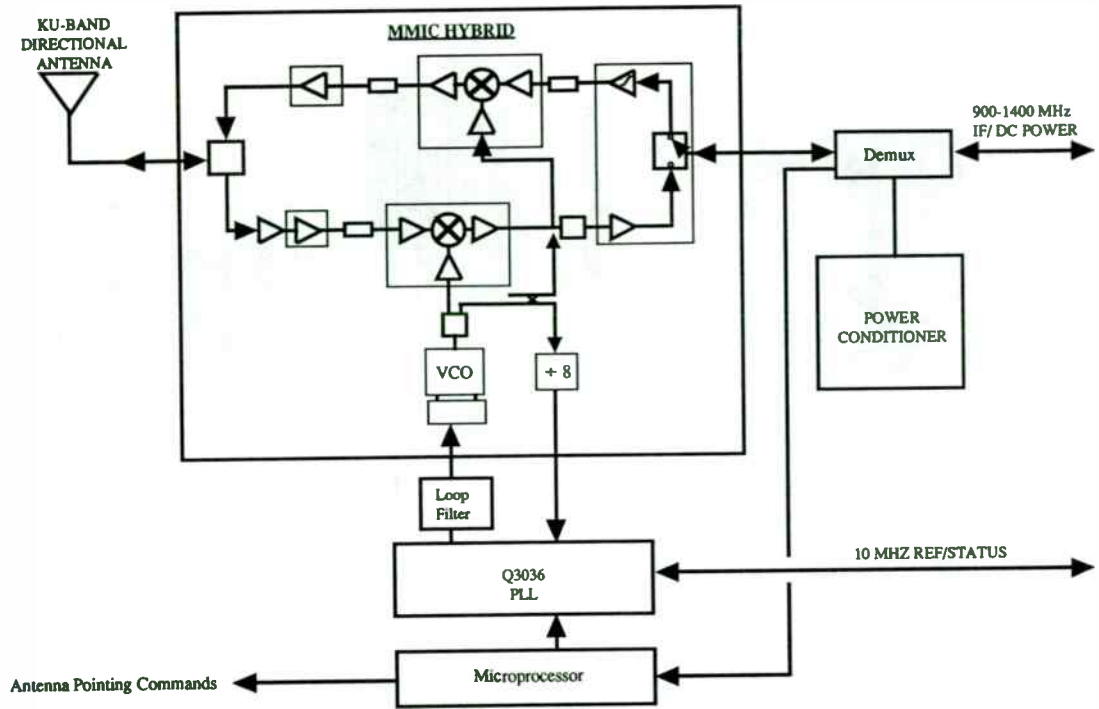 KU-BAND
DIRECTIONAL
ANTENNA
MMIC HYBRID
900-1400 MHz
IF/ DC POWER
Demux
POWER
CONDITIONER
VCO
÷ 8
Loop
Filter
Q3036
PLL
10 MHZ REF/STATUS
Microprocessor
Antenna Pointing Commands